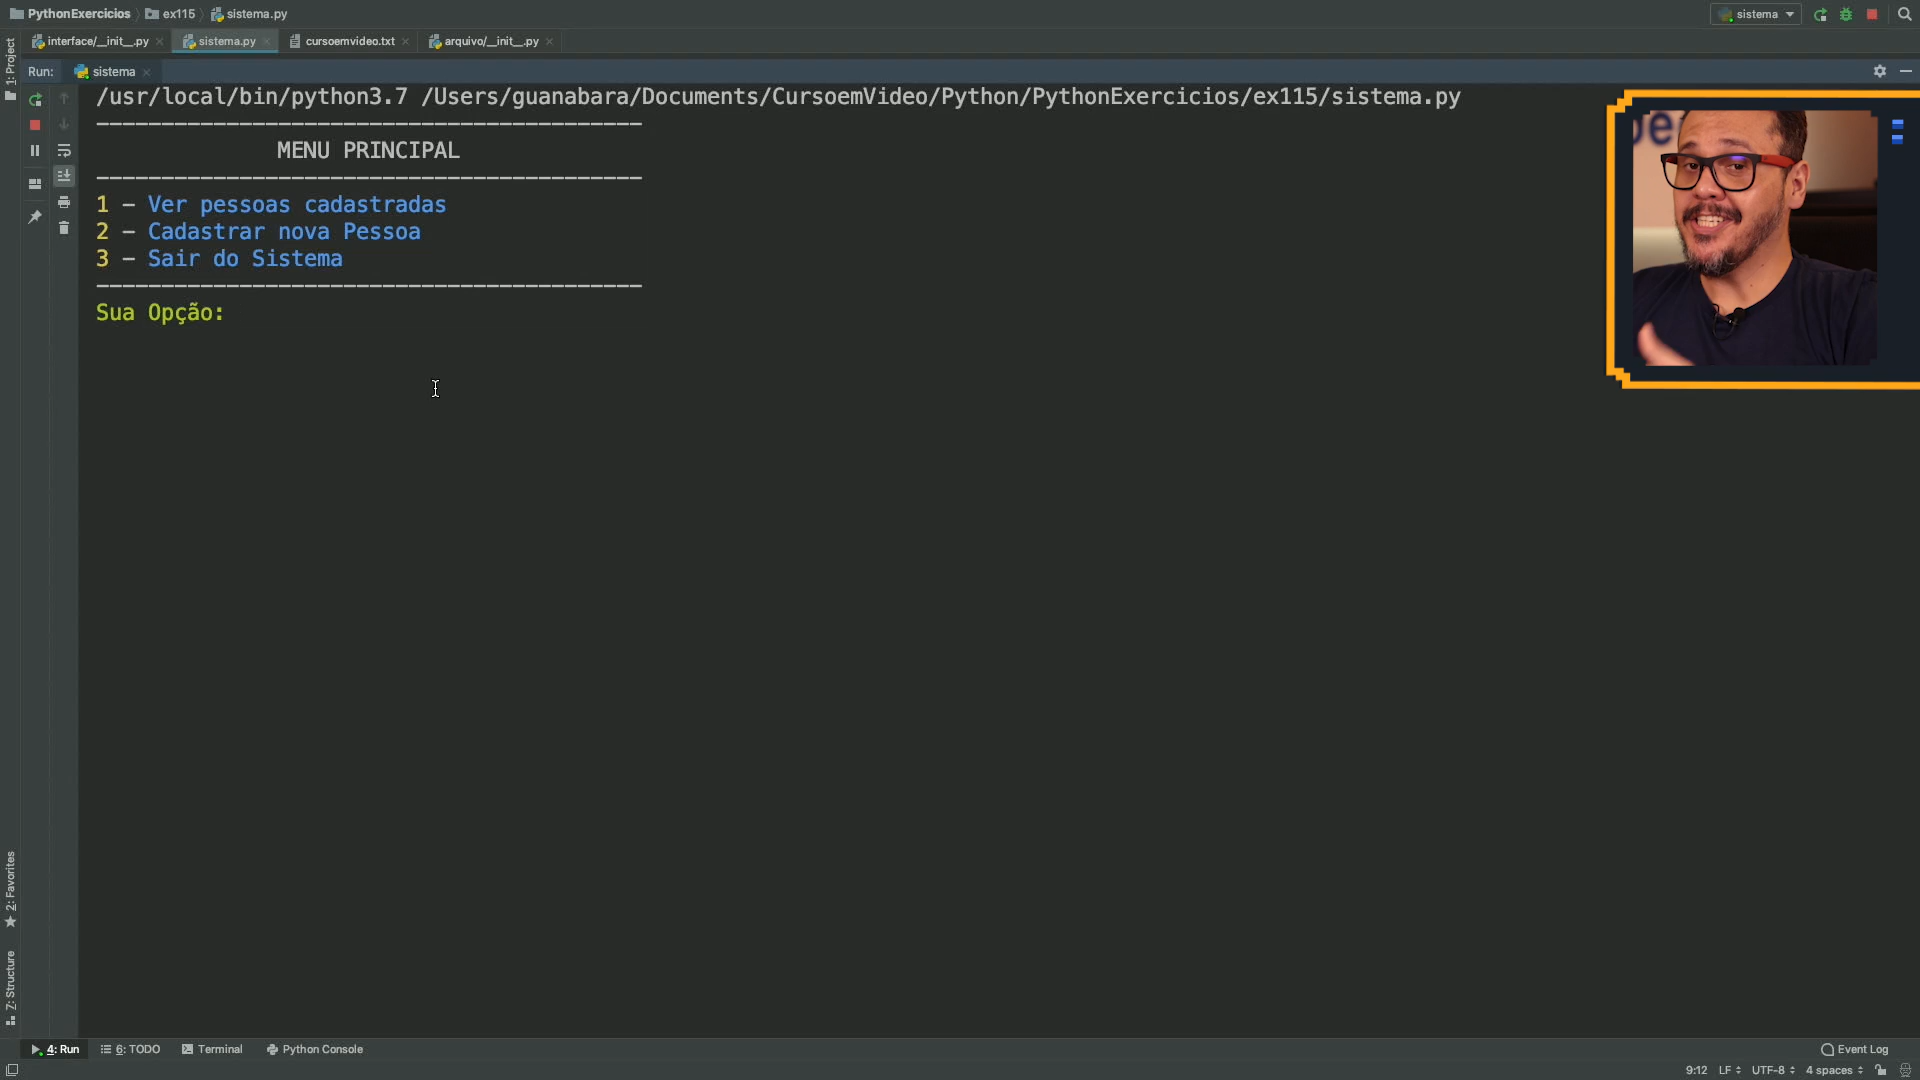 PythonExercicios ex115 sistema.py
sistema
interface/__init__.py sistema.py cursoemvideo.txt arquivo/__init__.py
1: Project
Run: sistema
/usr/local/bin/python3.7 /Users/guanabara/Documents/CursoemVideo/Python/PythonExercicios/ex115/sistema.py
------------------------------------------
MENU PRINCIPAL
------------------------------------------
1 - Ver pessoas cadastradas
2 - Cadastrar nova Pessoa
3 - Sair do Sistema
------------------------------------------
Sua Opção:
2: Favorites
Z: Structure
4: Run 6: TODO Terminal Python Console
Event Log
9:12 LF UTF-8 4 spaces